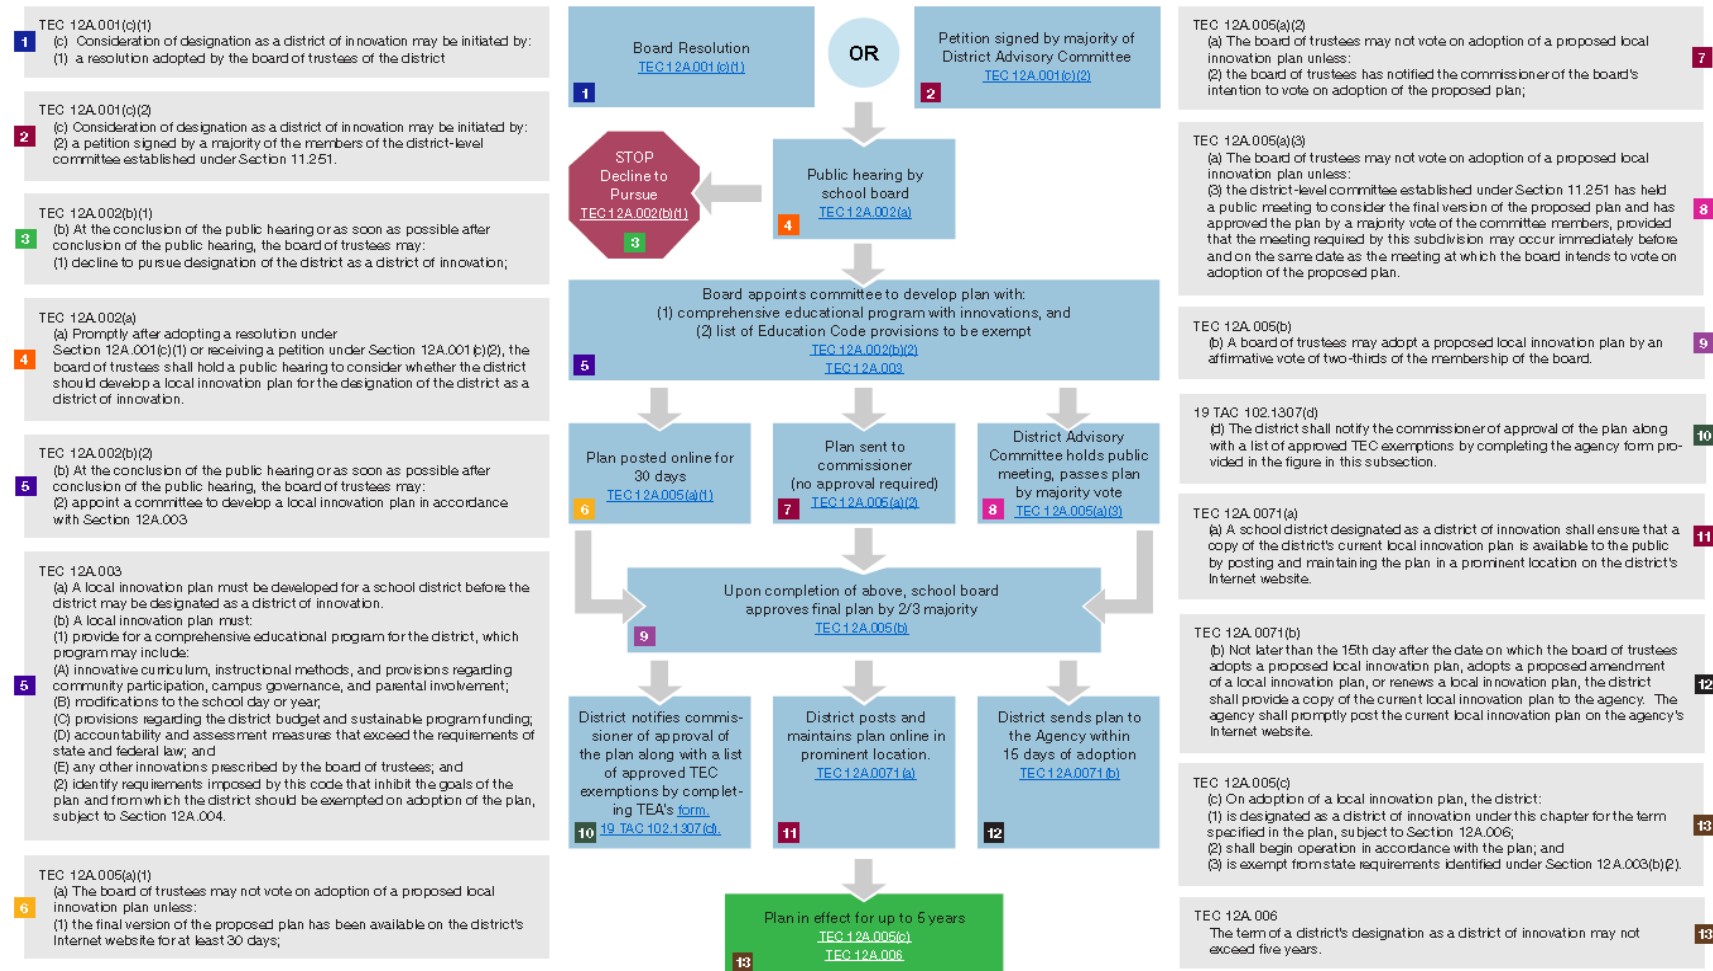 TEC 12A.001(c)(1)
1
(c) Consideration of designation as a district of innovation may be initiated by:
(1) a resolution adopted by the board of trustees of the district
TEC 12A.001(c)(2)
2
(c) Consideration of designation as a district of innovation may be initiated by:
(2) a petition signed by a majority of the members of the district-level
committee established under Section 11.251.
TEC 12A.002(b)(1)
3
(b) At the conclusion of the public hearing or as soon as possible after
conclusion of the public hearing, the board of trustees may:
(1) decline to pursue designation of the district as a district of innovation;
TEC 12A.002(a)
4
(a) Promptly after adopting a resolution under
Section 12A.001(c)(1) or receiving a petition under Section 12A.001(c)(2), the
board of trustees shall hold a public hearing to consider whether the district
should develop a local innovation plan for the designation of the district as a
district of innovation.
TEC 12A.002(b)(2)
5
(b) At the conclusion of the public hearing or as soon as possible after
conclusion of the public hearing, the board of trustees may:
(2) appoint a committee to develop a local innovation plan in accordance
with Section 12A.003
TEC 12A.003
5
(a) A local innovation plan must be developed for a school district before the
district may be designated as a district of innovation.
(b) A local innovation plan must:
(1) provide for a comprehensive educational program for the district, which
program may include:
(A) innovative curriculum, instructional methods, and provisions regarding
community participation, campus governance, and parental involvement;
(B) modifications to the school day or year;
(C) provisions regarding the district budget and sustainable program funding;
(D) accountability and assessment measures that exceed the requirements of
state and federal law; and
(E) any other innovations prescribed by the board of trustees; and
(2) identify requirements imposed by this code that inhibit the goals of the
plan and from which the district should be exempted on adoption of the plan,
subject to Section 12A.004.
TEC 12A.005(a)(1)
6
(a) The board of trustees may not vote on adoption of a proposed local
innovation plan unless:
(1) the final version of the proposed plan has been available on the district's
Internet website for at least 30 days;
Board Resolution
TEC 12A.001(c)(1)
1
OR
Petition signed by majority of
District Advisory Committee
TEC 12A.001(c)(2)
2
STOP
Decline to
Pursue
TEC 12A.002(b)(1)
3
Public hearing by
school board
TEC 12A.002(a)
4
Board appoints committee to develop plan with:
(1) comprehensive educational program with innovations, and
(2) list of Education Code provisions to be exempt
TEC 12A.002(b)(2)
TEC 12A.003
5
Plan posted online for
30 days
TEC 12A.005(a)(1)
6
Plan sent to
commissioner
(no approval required)
TEC 12A.005(a)(2)
7
District Advisory
Committee holds public
meeting, passes plan
by majority vote
TEC 12A.005(a)(3)
8
Upon completion of above, school board
approves final plan by 2/3 majority
TEC 12A.005(b)
9
District notifies commis-
sioner of approval of
the plan along with a list
of approved TEC
exemptions by complet-
ing TEA's form.
19 TAC 102.1307(d).
10
District posts and
maintains plan online in
prominent location.
TEC 12A.0071(a)
11
District sends plan to
the Agency within
15 days of adoption
TEC 12A.0071(b)
12
Plan in effect for up to 5 years
TEC 12A.005(c)
TEC 12A.006
13
TEC 12A.005(a)(2)
(a) The board of trustees may not vote on adoption of a proposed local
innovation plan unless:
(2) the board of trustees has notified the commissioner of the board's
intention to vote on adoption of the proposed plan;
7
TEC 12A.005(a)(3)
(a) The board of trustees may not vote on adoption of a proposed local
innovation plan unless:
(3) the district-level committee established under Section 11.251 has held
a public meeting to consider the final version of the proposed plan and has
approved the plan by a majority vote of the committee members, provided
that the meeting required by this subdivision may occur immediately before
and on the same date as the meeting at which the board intends to vote on
adoption of the proposed plan.
8
TEC 12A.005(b)
(b) A board of trustees may adopt a proposed local innovation plan by an
affirmative vote of two-thirds of the membership of the board.
9
19 TAC 102.1307(d)
(d) The district shall notify the commissioner of approval of the plan along
with a list of approved TEC exemptions by completing the agency form pro-
vided in the figure in this subsection.
10
TEC 12A.0071(a)
(a) A school district designated as a district of innovation shall ensure that a
copy of the district's current local innovation plan is available to the public
by posting and maintaining the plan in a prominent location on the district's
Internet website.
11
TEC 12A.0071(b)
(b) Not later than the 15th day after the date on which the board of trustees
adopts a proposed local innovation plan, adopts a proposed amendment
of a local innovation plan, or renews a local innovation plan, the district
shall provide a copy of the current local innovation plan to the agency. The
agency shall promptly post the current local innovation plan on the agency's
Internet website.
12
TEC 12A.005(c)
(c) On adoption of a local innovation plan, the district:
(1) is designated as a district of innovation under this chapter for the term
specified in the plan, subject to Section 12A.006;
(2) shall begin operation in accordance with the plan; and
(3) is exempt from state requirements identified under Section 12A.003(b)(2).
13
TEC 12A.006
The term of a district's designation as a district of innovation may not
exceed five years.
13